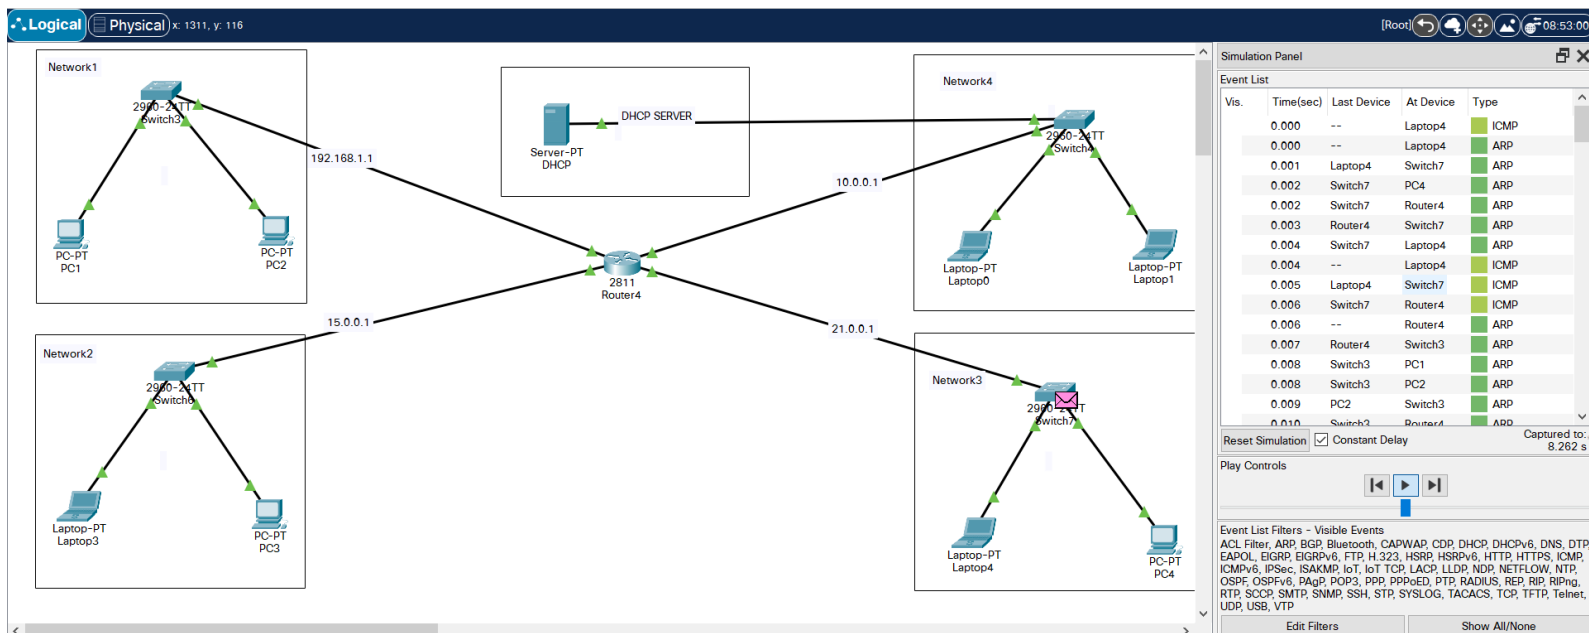 Logical Physical x: 1311, y: 116 [Root] 08:53:00
Network1
2960-24TT
Switch3
192.168.1.1
PC-PT
PC1
PC-PT
PC2
DHCP SERVER
Server-PT
DHCP
Network4
2960-24TT
Switch4
10.0.0.1
Laptop-PT
Laptop0
Laptop-PT
Laptop1
2811
Router4
15.0.0.1
21.0.0.1
Network2
2960-24TT
Switch6
Laptop-PT
Laptop3
PC-PT
PC3
Network3
2960-24TT
Switch7
Laptop-PT
Laptop4
PC-PT
PC4
Simulation Panel
Event List
Vis. Time(sec) Last Device At Device Type
0.000 -- Laptop4 ICMP
0.000 -- Laptop4 ARP
0.001 Laptop4 Switch7 ARP
0.002 Switch7 PC4 ARP
0.002 Switch7 Router4 ARP
0.003 Router4 Switch7 ARP
0.004 Switch7 Laptop4 ARP
0.004 -- Laptop4 ICMP
0.005 Laptop4 Switch7 ICMP
0.006 Switch7 Router4 ICMP
0.006 -- Router4 ARP
0.007 Router4 Switch3 ARP
0.008 Switch3 PC1 ARP
0.008 Switch3 PC2 ARP
0.009 PC2 Switch3 ARP
0.010 Switch3 Router4 ARP
Reset Simulation Constant Delay Captured to:
8.262 s
Play Controls
Event List Filters - Visible Events
ACL Filter, ARP, BGP, Bluetooth, CAPWAP, CDP, DHCP, DHCPv6, DNS, DTP,
EAPOL, EIGRP, EIGRPv6, FTP, H.323, HSRP, HSRPv6, HTTP, HTTPS, ICMP,
ICMPv6, IPSec, ISAKMP, IoT, IoT TCP, LACP, LLDP, NDP, NETFLOW, NTP,
OSPF, OSPFv6, PAgP, POP3, PPP, PPPoED, PTP, RADIUS, REP, RIP, RIPng,
RTP, SCCP, SMTP, SNMP, SSH, STP, SYSLOG, TACACS, TCP, TFTP, Telnet,
UDP, USB, VTP
Edit Filters Show All/None